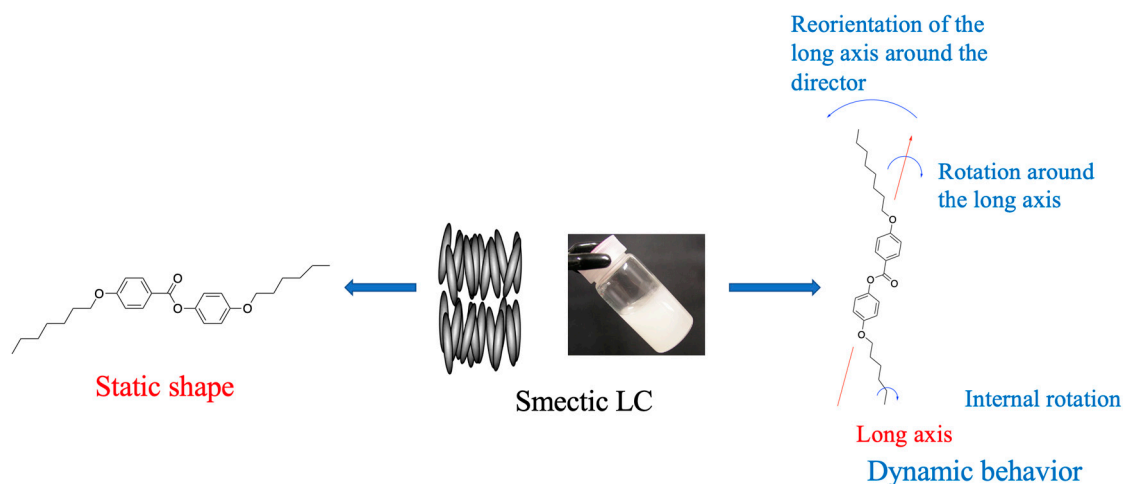 Reorientation of the
long axis around the
director
Rotation around
the long axis
O
O
O
O
Static shape
Smectic LC
O
O
O
O
Internal rotation
Long axis
Dynamic behavior